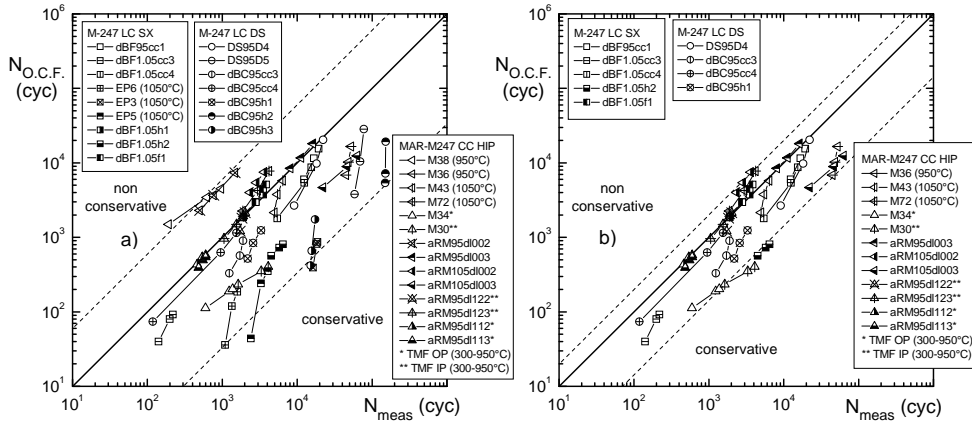 M-247 LC SX
dBF95cc1
dBF1.05cc3
dBF1.05cc4
EP6 (1050°C)
EP3 (1050°C)
EP5 (1050°C)
dBF1.05h1
dBF1.05h2
dBF1.05f1
M-247 LC DS
DS95D4
DS95D5
dBC95cc3
dBC95cc4
dBC95h1
dBC95h2
dBC95h3
MAR-M247 CC HIP
M38 (950°C)
M36 (950°C)
M43 (1050°C)
M72 (1050°C)
M34*
M30**
aRM95dl002
aRM95dl003
aRM105dl002
aRM105dl003
aRM95dl122**
aRM95dl123**
aRM95dl112*
aRM95dl113*
* TMF OP (300-950°C)
** TMF IP (300-950°C)
N_O.C.F.
(cyc)
10^6
10^5
10^4
10^3
10^2
10^1
non
conservative
a)
conservative
10^1 10^2 10^3 10^4 10^5 10^6
N_meas (cyc)
M-247 LC SX
dBF95cc1
dBF1.05cc3
dBF1.05cc4
dBF1.05h2
dBF1.05f1
M-247 LC DS
DS95D4
dBC95cc3
dBC95cc4
dBC95h1
MAR-M247 CC HIP
M36 (950°C)
M43 (1050°C)
M72 (1050°C)
M34*
M30**
aRM95dl003
aRM105dl002
aRM105dl003
aRM95dl122**
aRM95dl123**
aRM95dl112*
aRM95dl113*
* TMF OP (300-950°C)
** TMF IP (300-950°C)
N_O.C.F.
(cyc)
10^6
10^5
10^4
10^3
10^2
10^1
non
conservative
b)
conservative
10^1 10^2 10^3 10^4 10^5 10^6
N_meas (cyc)